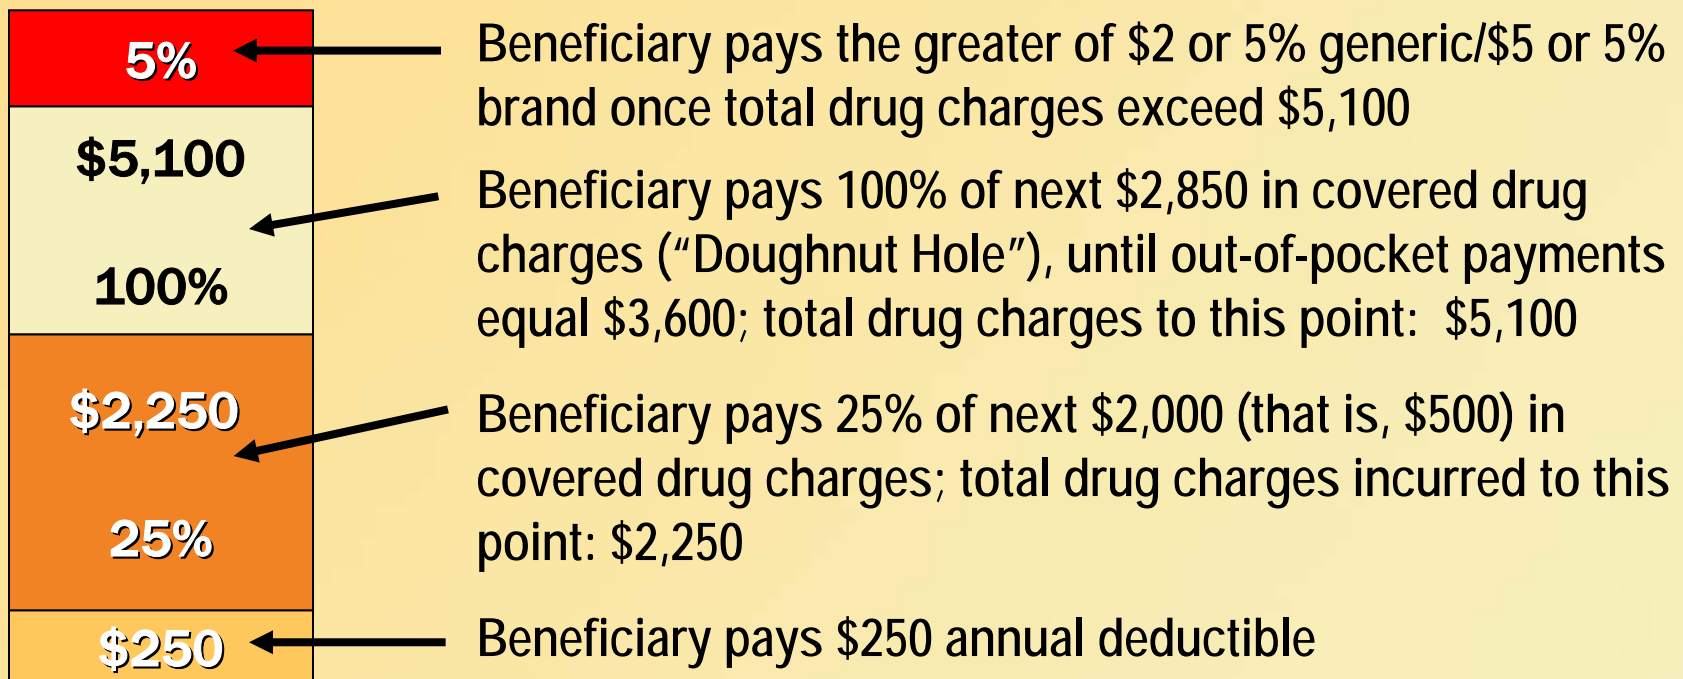 5%
Beneficiary pays the greater of $2 or 5% generic/$5 or 5%
brand once total drug charges exceed $5,100
$5,100
100%
Beneficiary pays 100% of next $2,850 in covered drug
charges (“Doughnut Hole”), until out-of-pocket payments
equal $3,600; total drug charges to this point:  $5,100
$2,250
25%
Beneficiary pays 25% of next $2,000 (that is, $500) in
covered drug charges; total drug charges incurred to this
point: $2,250
$250
Beneficiary pays $250 annual deductible